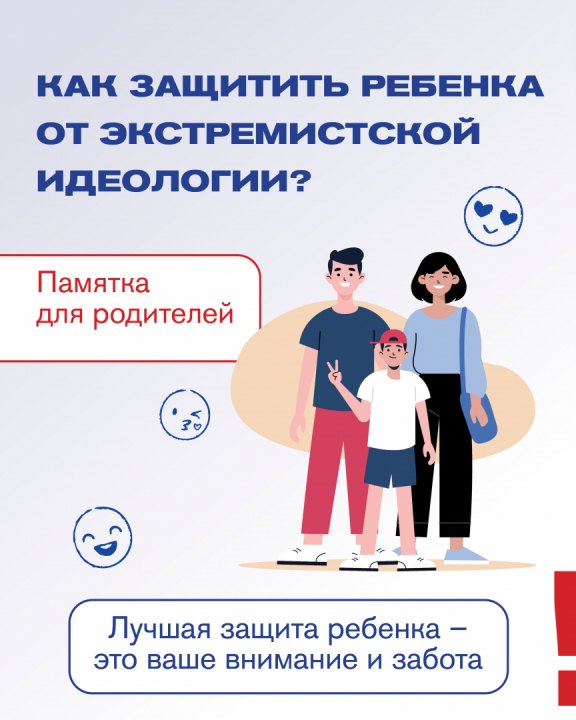 КАК ЗАЩИТИТЬ РЕБЕНКА
ОТ ЭКСТРЕМИСТСКОЙ
ИДЕОЛОГИИ?
Памятка
для родителей
Лучшая защита ребенка –
это ваше внимание и забота
!